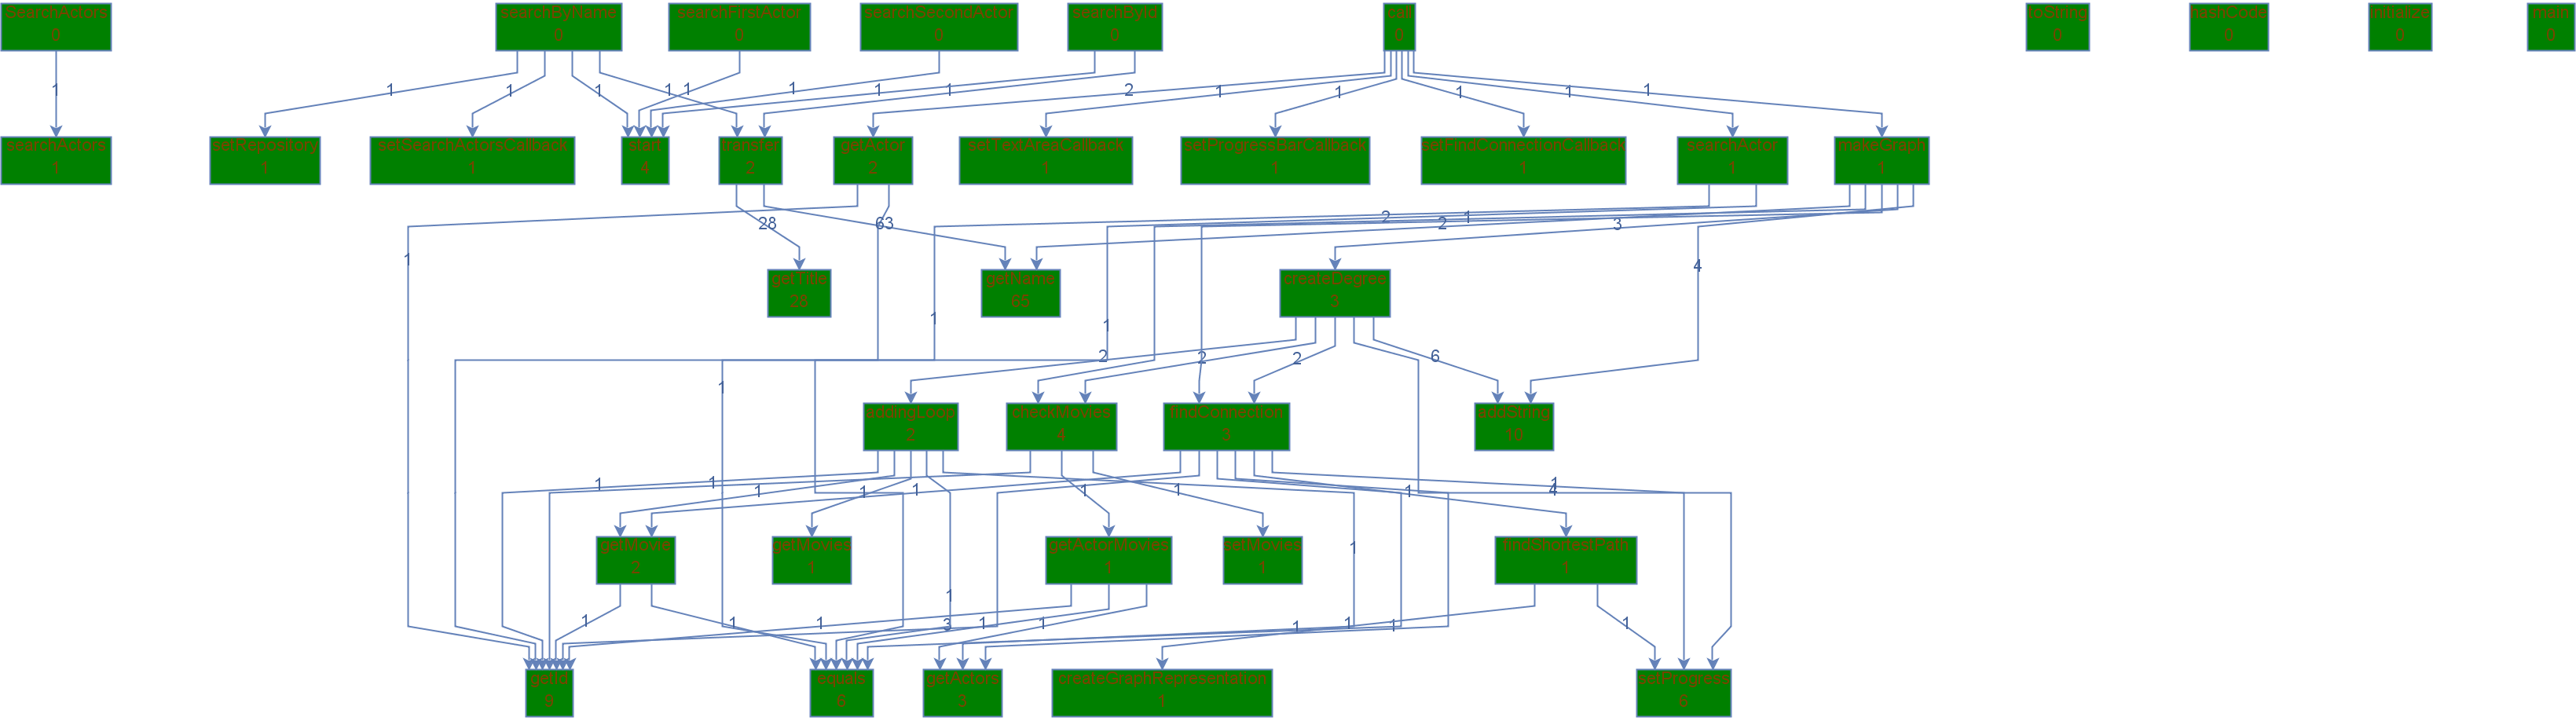 SearchActors
0
searchByName
0
searchFirstActor
0
searchSecondActor
0
searchById
0
call
0
toString
0
hashCode
0
initialize
0
main
0
1
1
1
1
1
1
1
1
1
2
1
1
1
1
1
searchActors
1
setRepository
1
setSearchActorsCallback
1
start
4
transfer
2
getActor
2
setTextAreaCallback
1
setProgressBarCallback
1
setFindConnectionCallback
1
searchActor
1
makeGraph
1
28
63
2
1
2
3
1
4
getTitle
28
getName
65
createDegree
3
1
1
2
2
2
6
1
addingLoop
2
checkMovies
4
findConnection
3
addString
10
1
1
1
1
1
1
1
1
1
4
getMovie
2
getMovies
1
getActorMovies
1
setMovies
1
findShortestPath
1
1
1
1
1
1
3
1
1
1
1
1
1
getId
9
equals
getActors
3
createGraphRepresentation
1
setProgress
6